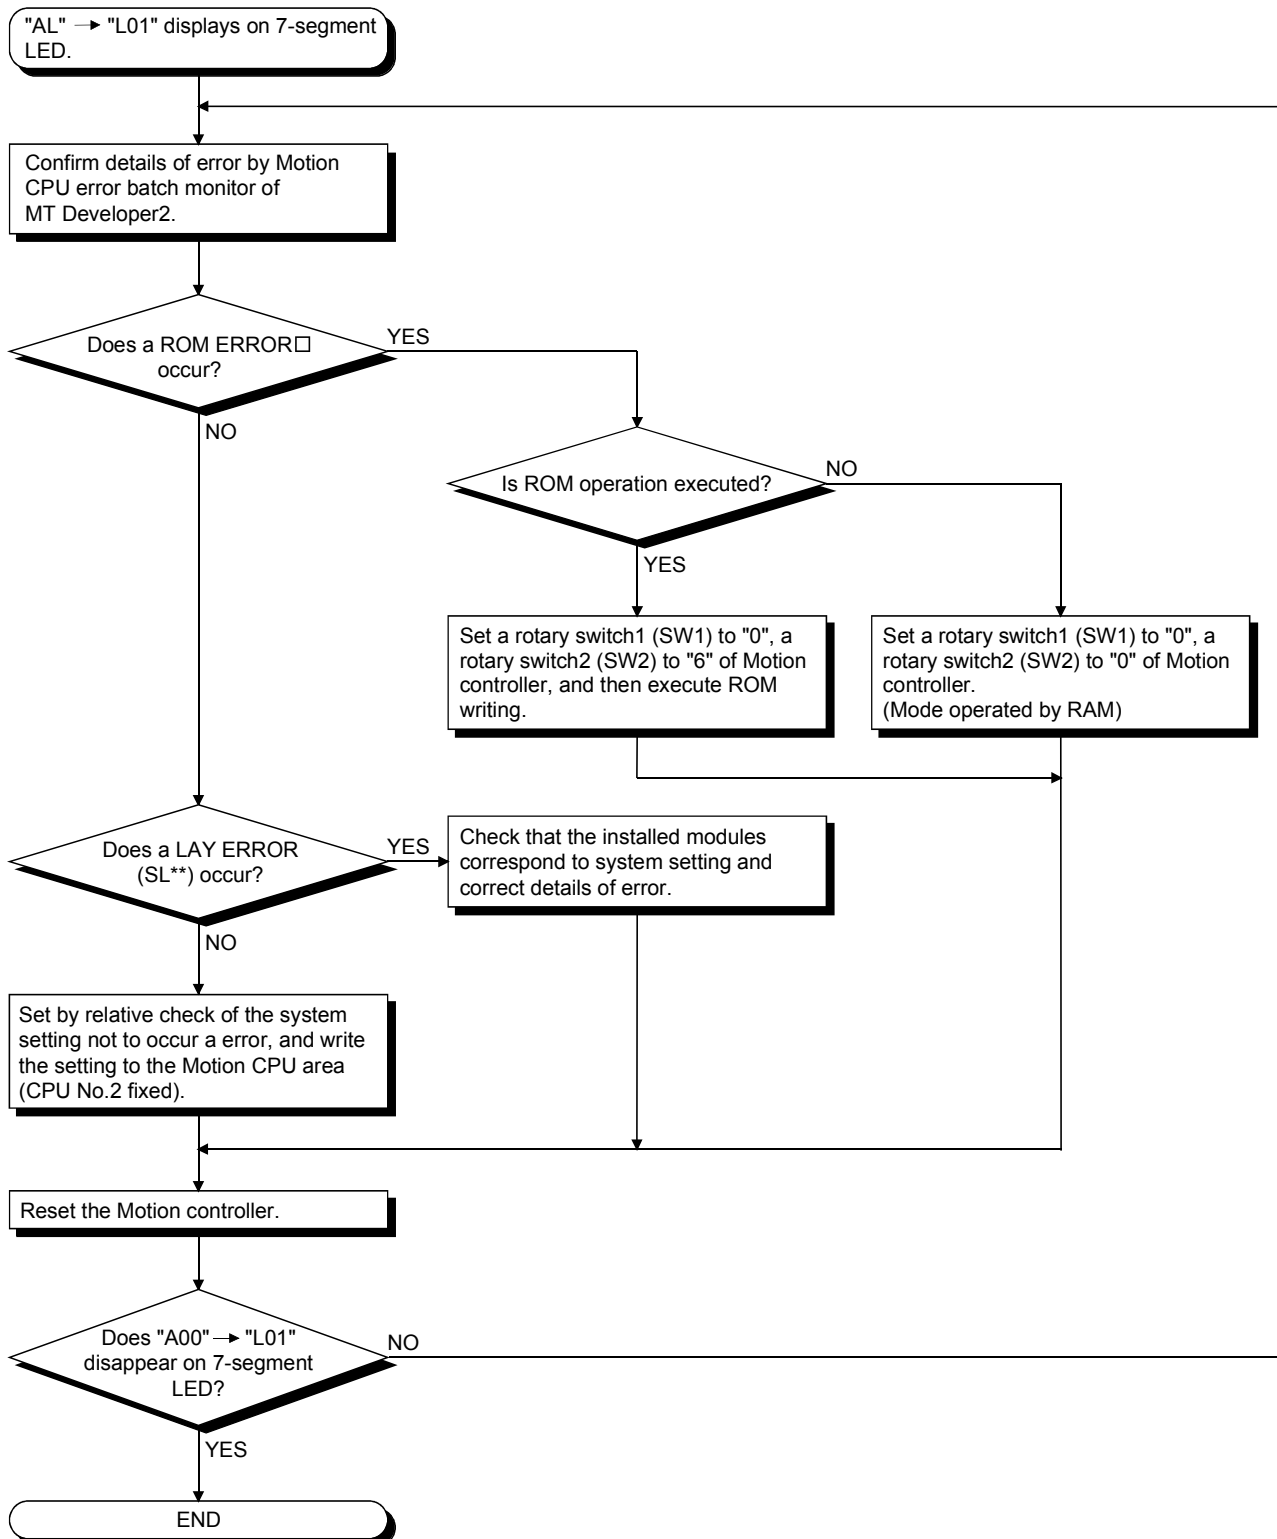 "AL" → "L01" displays on 7-segment
LED.
Confirm details of error by Motion
CPU error batch monitor of
MT Developer2.
Does a ROM ERROR□
occur?
YES
NO
Is ROM operation executed?
NO
YES
Set a rotary switch1 (SW1) to "0", a
rotary switch2 (SW2) to "6" of Motion
controller, and then execute ROM
writing.
Set a rotary switch1 (SW1) to "0", a
rotary switch2 (SW2) to "0" of Motion
controller.
(Mode operated by RAM)
Does a LAY ERROR
(SL**) occur?
YES
NO
Check that the installed modules
correspond to system setting and
correct details of error.
Set by relative check of the system
setting not to occur a error, and write
the setting to the Motion CPU area
(CPU No.2 fixed).
Reset the Motion controller.
Does "A00" → "L01"
disappear on 7-segment
LED?
NO
YES
END